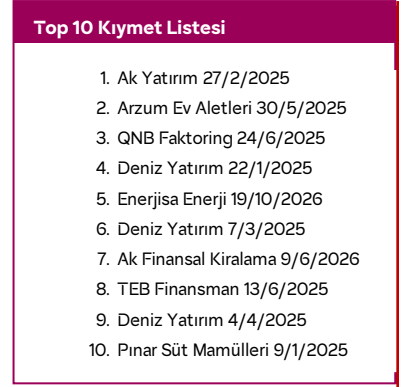 Top 10 Kıymet Listesi
1. Ak Yatırım 27/2/2025
2. Arzum Ev Aletleri 30/5/2025
3. QNB Faktoring 24/6/2025
4. Deniz Yatırım 22/1/2025
5. Enerjisa Enerji 19/10/2026
6. Deniz Yatırım 7/3/2025
7. Ak Finansal Kiralama 9/6/2026
8. TEB Finansman 13/6/2025
9. Deniz Yatırım 4/4/2025
10. Pınar Süt Mamülleri 9/1/2025